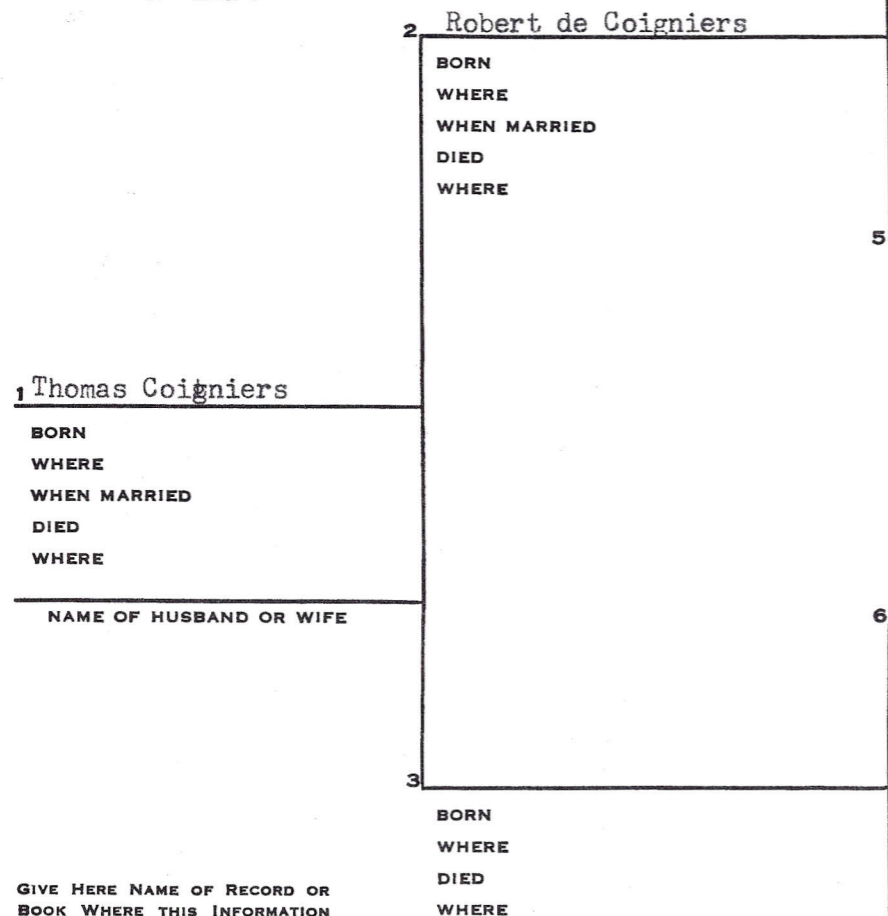 2 Robert de Coigniers
BORN
WHERE
WHEN MARRIED
DIED
WHERE
5
1 Thomas Coigniers
BORN
WHERE
WHEN MARRIED
DIED
WHERE
NAME OF HUSBAND OR WIFE
6
3
BORN
WHERE
DIED
WHERE
GIVE HERE NAME OF RECORD OR
BOOK WHERE THIS INFORMATION